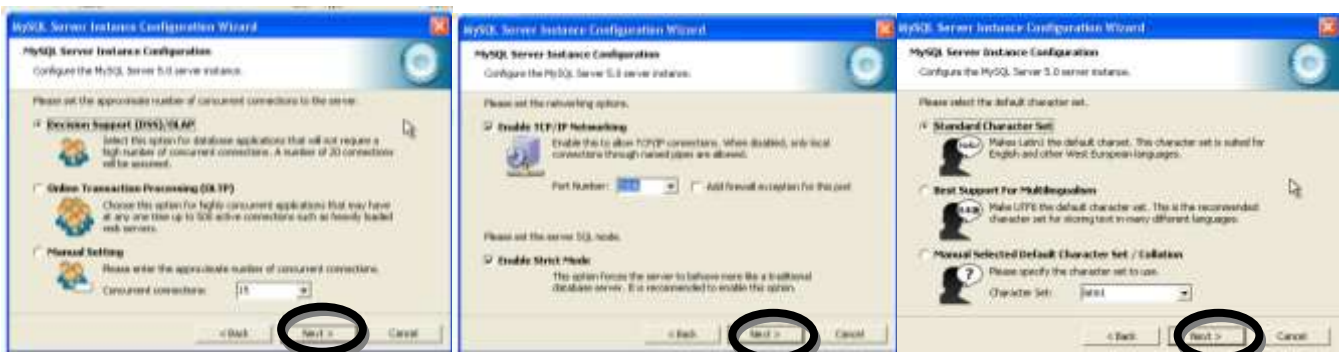 MySQL Server Instance Configuration Wizard
MySQL Server Instance Configuration
Configure the MySQL Server 5.0 server instance.
Please set the approximate number of concurrent connections to the server.
Decision Support (DSS)/OLAP
Select this option for database applications that will not require a
high number of concurrent connections. A number of 20 connections
will be assumed.
Online Transaction Processing (OLTP)
Choose this option for highly concurrent applications that may have
at any one time up to 500 active connections such as heavily loaded
web servers.
Manual Setting
Please enter the approximate number of concurrent connections.
Concurrent connections: 15
< Back Next > Cancel
MySQL Server Instance Configuration Wizard
MySQL Server Instance Configuration
Configure the MySQL Server 5.0 server instance.
Please set the networking options.
Enable TCP/IP Networking
Enable this to allow TCP/IP connections. When disabled, only local
connections through named pipes are allowed.
Port Number: Add firewall exception for this port
Please set the server SQL mode.
Enable Strict Mode
This option forces the server to behave more like a traditional
database server. It is recommended to enable this option.
< Back Next > Cancel
MySQL Server Instance Configuration Wizard
MySQL Server Instance Configuration
Configure the MySQL Server 5.0 server instance.
Please select the default character set.
Standard Character Set
Makes Latin1 the default charset. This character set is suited for
English and other West European languages.
Best Support For Multilingualism
Make UTF8 the default character set. This is the recommended
character set for storing text in many different languages.
Manual Selected Default Character Set / Collation
Please specify the character set to use.
Character Set: latin1
< Back Next > Cancel